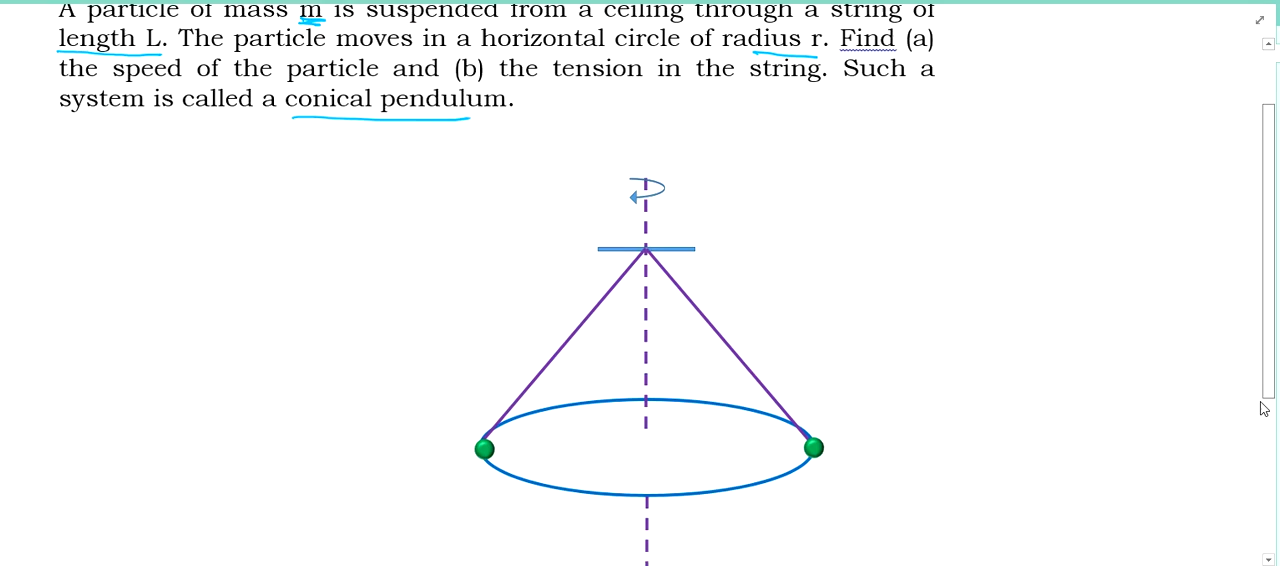 A particle of mass m is suspended from a ceiling through a string of
length L. The particle moves in a horizontal circle of radius r. Find (a)
the speed of the particle and (b) the tension in the string. Such a
system is called a conical pendulum.